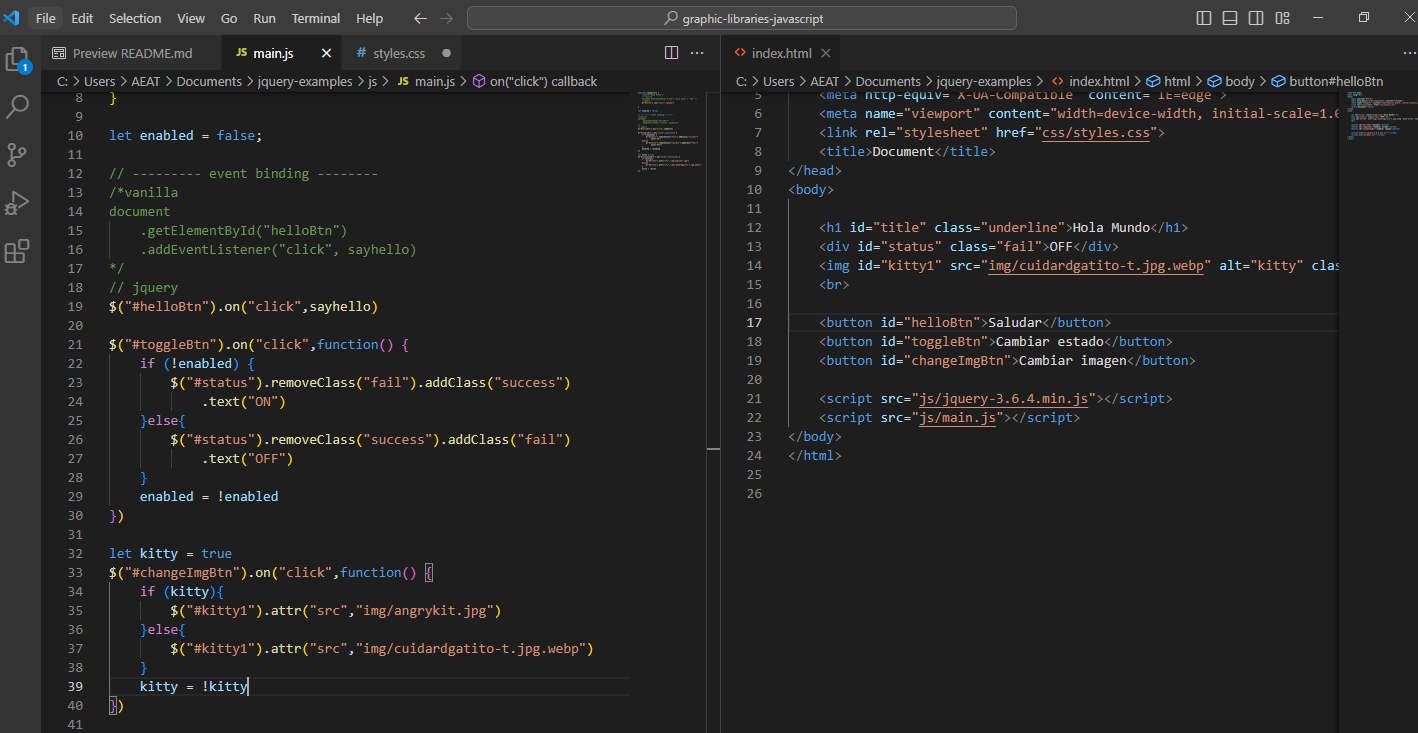 File Edit Selection View Go Run Terminal Help
graphic-libraries-javascript
1
Preview README.md
JS main.js
# styles.css
C: > Users > AEAT > Documents > jquery-examples > js > JS main.js > on("click") callback
8 }
9
10 let enabled = false;
11
12 // --------- event binding --------
13 /*vanilla
14 document
15 .getElementById("helloBtn")
16 .addEventListener("click", sayhello)
17 */
18 // jquery
19 $("#helloBtn").on("click",sayhello)
20
21 $("#toggleBtn").on("click",function() {
22 if (!enabled) {
23 $("#status").removeClass("fail").addClass("success")
24 .text("ON")
25 }else{
26 $("#status").removeClass("success").addClass("fail")
27 .text("OFF")
28 }
29 enabled = !enabled
30 })
31
32 let kitty = true
33 $("#changeImgBtn").on("click",function() {
34 if (kitty){
35 $("#kitty1").attr("src","img/angrykit.jpg")
36 }else{
37 $("#kitty1").attr("src","img/cuidardgatito-t.jpg.webp")
38 }
39 kitty = !kitty
40 })
41
index.html
C: > Users > AEAT > Documents > jquery-examples > index.html > html > body > button#helloBtn
5 <meta http-equiv="X-UA-Compatible" content="IE=edge">
6 <meta name="viewport" content="width=device-width, initial-scale=1.0
7 <link rel="stylesheet" href="css/styles.css">
8 <title>Document</title>
9 </head>
10 <body>
11
12 <h1 id="title" class="underline">Hola Mundo</h1>
13 <div id="status" class="fail">OFF</div>
14 <img id="kitty1" src="img/cuidardgatito-t.jpg.webp" alt="kitty" clas
15 <br>
16
17 <button id="helloBtn">Saludar</button>
18 <button id="toggleBtn">Cambiar estado</button>
19 <button id="changeImgBtn">Cambiar imagen</button>
20
21 <script src="js/jquery-3.6.4.min.js"></script>
22 <script src="js/main.js"></script>
23 </body>
24 </html>
25
26